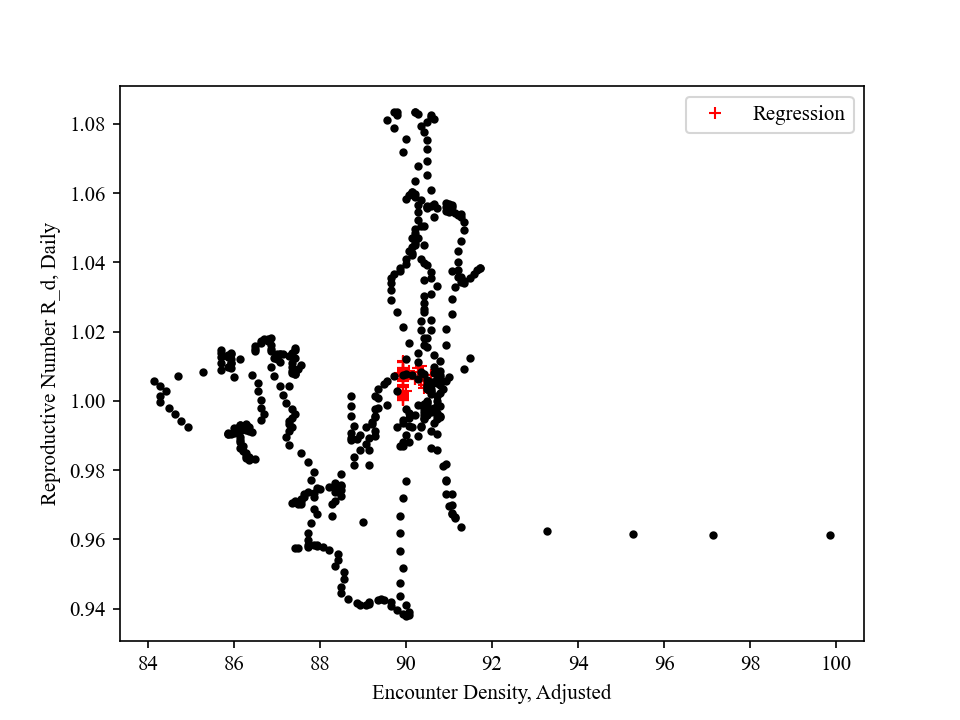 Regression
1.08
1.06
1.04
1.02
1.00
0.98
0.96
0.94
Reproductive Number R_d, Daily
84 86 88 90 92 94 96 98 100
Encounter Density, Adjusted